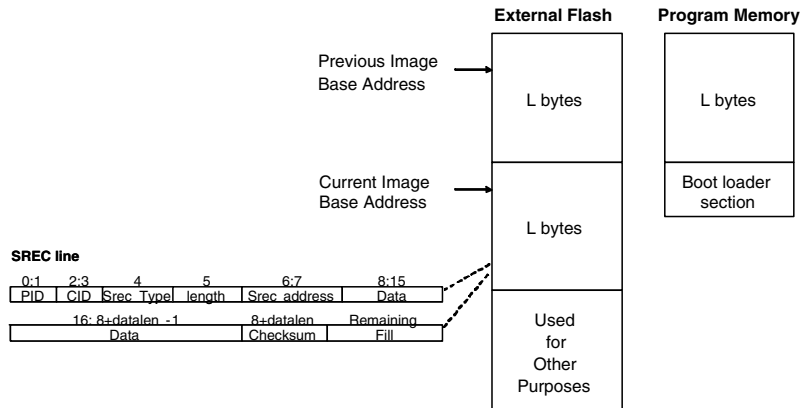 External Flash
Program Memory
Previous Image
Base Address
L bytes
L bytes
Current Image
Base Address
L bytes
Boot loader
section
SREC line
0:1 2:3 4 5 6:7 8:15
PID CID Srec Type length Srec address Data
16: 8+datalen -1 8+datalen Remaining
Data Checksum Fill
Used
for
Other
Purposes